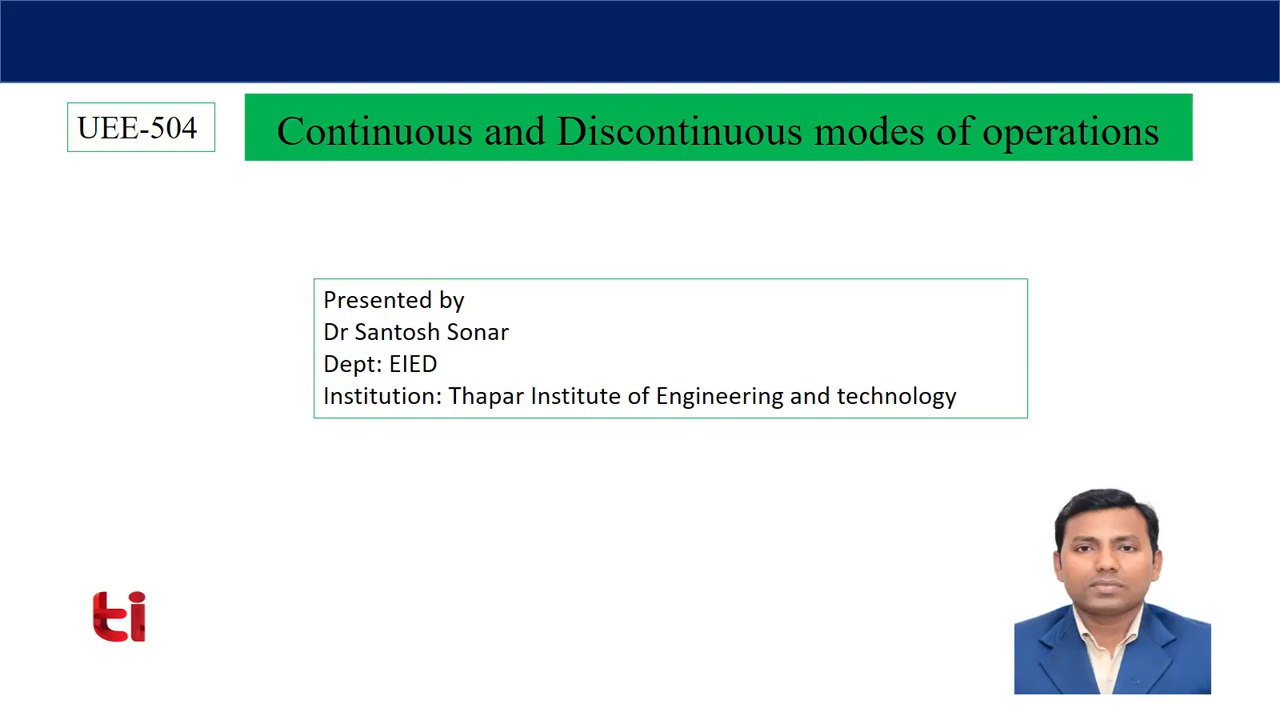 UEE-504
Continuous and Discontinuous modes of operations
Presented by
Dr Santosh Sonar
Dept: EIED
Institution: Thapar Institute of Engineering and technology
ti